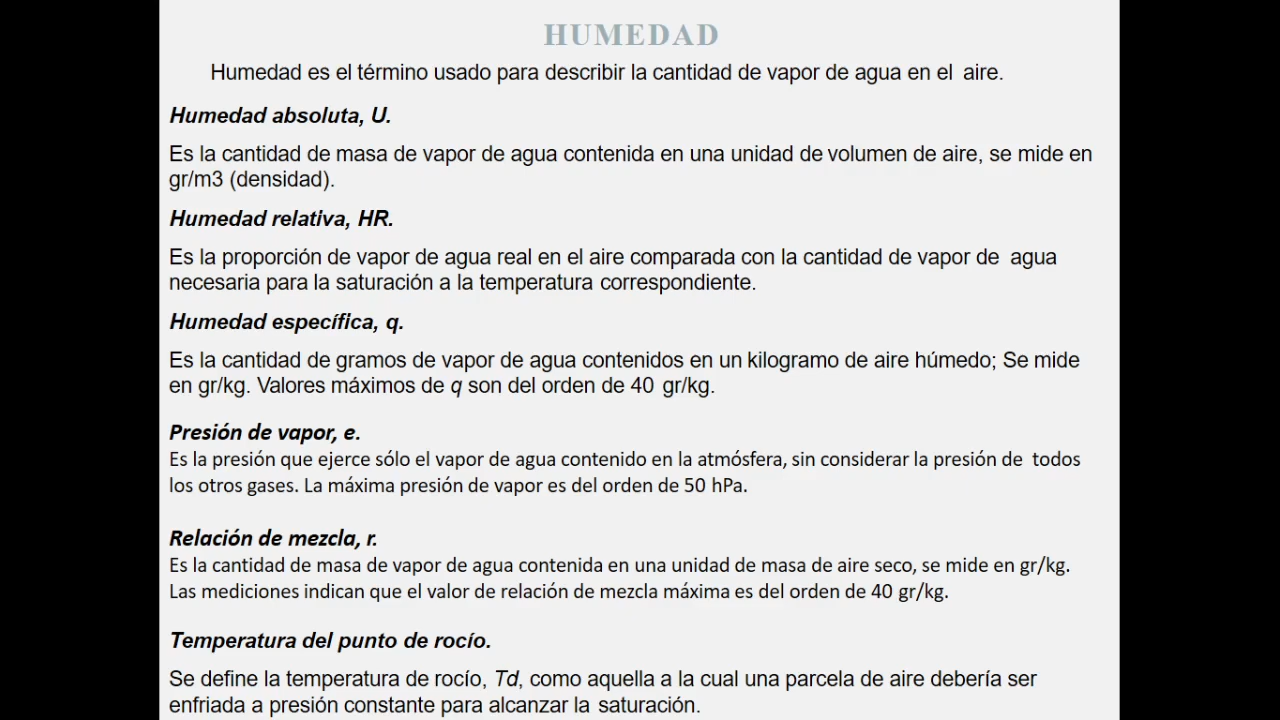 HUMEDAD
Humedad es el término usado para describir la cantidad de vapor de agua en el aire.
Humedad absoluta, U.
Es la cantidad de masa de vapor de agua contenida en una unidad de volumen de aire, se mide en
gr/m3 (densidad).
Humedad relativa, HR.
Es la proporción de vapor de agua real en el aire comparada con la cantidad de vapor de agua
necesaria para la saturación a la temperatura correspondiente.
Humedad específica, q.
Es la cantidad de gramos de vapor de agua contenidos en un kilogramo de aire húmedo; Se mide
en gr/kg. Valores máximos de q son del orden de 40 gr/kg.
Presión de vapor, e.
Es la presión que ejerce sólo el vapor de agua contenido en la atmósfera, sin considerar la presión de todos
los otros gases. La máxima presión de vapor es del orden de 50 hPa.
Relación de mezcla, r.
Es la cantidad de masa de vapor de agua contenida en una unidad de masa de aire seco, se mide en gr/kg.
Las mediciones indican que el valor de relación de mezcla máxima es del orden de 40 gr/kg.
Temperatura del punto de rocío.
Se define la temperatura de rocío, Td, como aquella a la cual una parcela de aire debería ser
enfriada a presión constante para alcanzar la saturación.